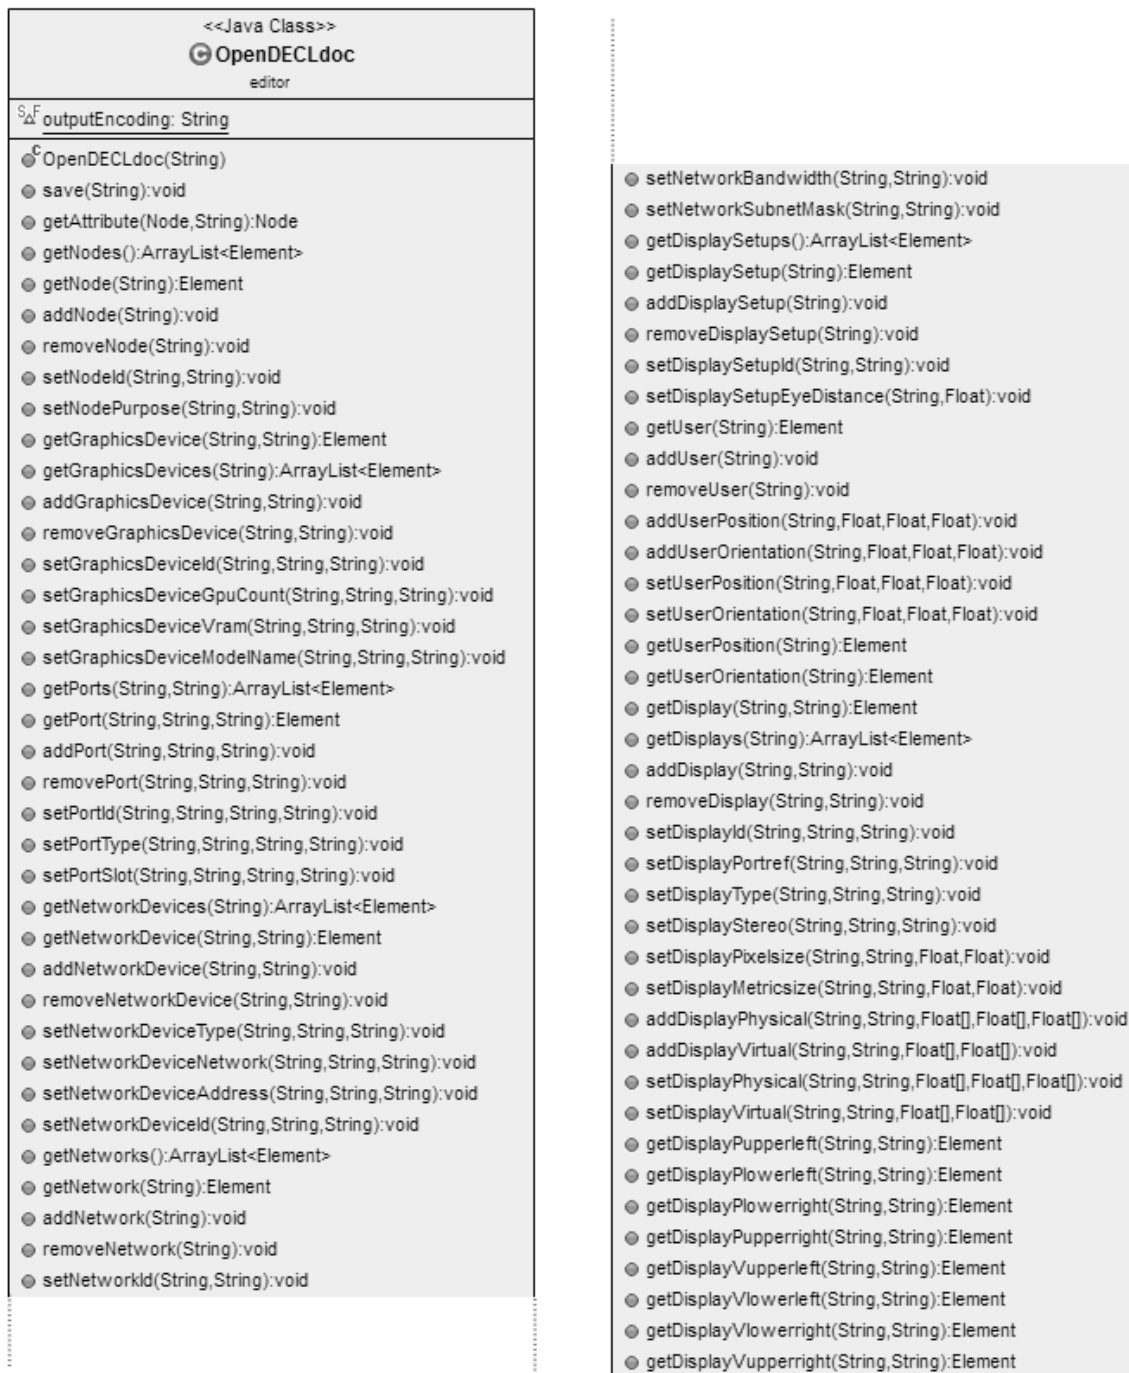 <<Java Class>>
OpenDECLdoc
editor
outputEncoding: String
OpenDECLdoc(String)
save(String):void
getAttribute(Node,String):Node
getNodes():ArrayList<Element>
getNode(String):Element
addNode(String):void
removeNode(String):void
setNodeId(String,String):void
setNodePurpose(String,String):void
getGraphicsDevice(String,String):Element
getGraphicsDevices(String):ArrayList<Element>
addGraphicsDevice(String,String):void
removeGraphicsDevice(String,String):void
setGraphicsDeviceId(String,String,String):void
setGraphicsDeviceGpuCount(String,String,String):void
setGraphicsDeviceVram(String,String,String):void
setGraphicsDeviceModelName(String,String,String):void
getPorts(String,String):ArrayList<Element>
getPort(String,String,String):Element
addPort(String,String,String):void
removePort(String,String,String):void
setPortId(String,String,String,String):void
setPortType(String,String,String,String):void
setPortSlot(String,String,String,String):void
getNetworkDevices(String):ArrayList<Element>
getNetworkDevice(String,String):Element
addNetworkDevice(String,String):void
removeNetworkDevice(String,String):void
setNetworkDeviceType(String,String,String):void
setNetworkDeviceNetwork(String,String,String):void
setNetworkDeviceAddress(String,String,String):void
setNetworkDeviceId(String,String,String):void
getNetworks():ArrayList<Element>
getNetwork(String):Element
addNetwork(String):void
removeNetwork(String):void
setNetworkId(String,String):void
setNetworkBandwidth(String,String):void
setNetworkSubnetMask(String,String):void
getDisplaySetups():ArrayList<Element>
getDisplaySetup(String):Element
addDisplaySetup(String):void
removeDisplaySetup(String):void
setDisplaySetupId(String,String):void
setDisplaySetupEyeDistance(String,Float):void
getUser(String):Element
addUser(String):void
removeUser(String):void
addUserPosition(String,Float,Float,Float):void
addUserOrientation(String,Float,Float,Float):void
setUserPosition(String,Float,Float,Float):void
setUserOrientation(String,Float,Float,Float):void
getUserPosition(String):Element
getUserOrientation(String):Element
getDisplay(String,String):Element
getDisplays(String):ArrayList<Element>
addDisplay(String,String):void
removeDisplay(String,String):void
setDisplayId(String,String,String):void
setDisplayPortref(String,String,String):void
setDisplayType(String,String,String):void
setDisplayStereo(String,String,String):void
setDisplayPixelsize(String,String,Float,Float):void
setDisplayMetricsize(String,String,Float,Float):void
addDisplayPhysical(String,String,Float[],Float[],Float[]):void
addDisplayVirtual(String,String,Float[],Float[]):void
setDisplayPhysical(String,String,Float[],Float[],Float[]):void
setDisplayVirtual(String,String,Float[],Float[]):void
getDisplayPupperleft(String,String):Element
getDisplayPlowerleft(String,String):Element
getDisplayPlowerright(String,String):Element
getDisplayPupperright(String,String):Element
getDisplayVupperleft(String,String):Element
getDisplayVlowerleft(String,String):Element
getDisplayVlowerright(String,String):Element
getDisplayVupperright(String,String):Element